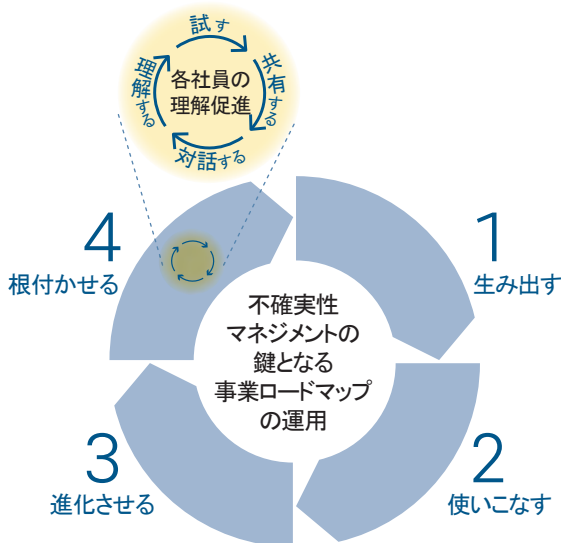 試す
共有する
対話する
理解する
各社員の
理解促進
1
生み出す
2
使いこなす
3
進化させる
4
根付かせる
不確実性
マネジメントの
鍵となる
事業ロードマップ
の運用